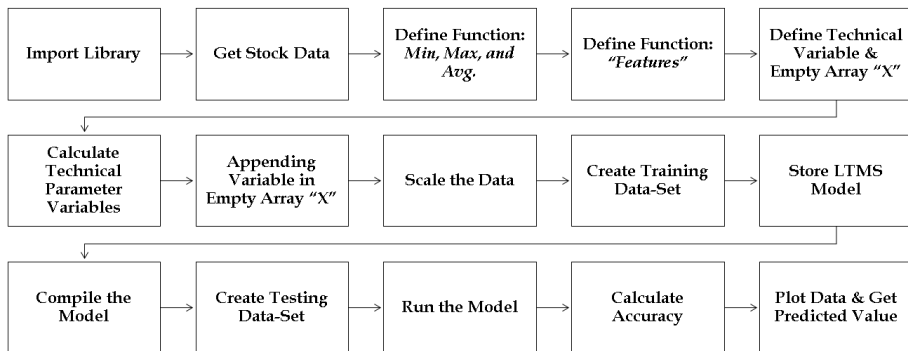 Import Library
Get Stock Data
Define Function:
Min, Max, and
Avg.
Define Function:
“Features”
Define Technical
Variable &
Empty Array “X”
Calculate
Technical
Parameter
Variables
Appending
Variable in
Empty Array “X”
Scale the Data
Create Training
Data-Set
Store LTMS
Model
Compile the
Model
Create Testing
Data-Set
Run the Model
Calculate
Accuracy
Plot Data & Get
Predicted Value